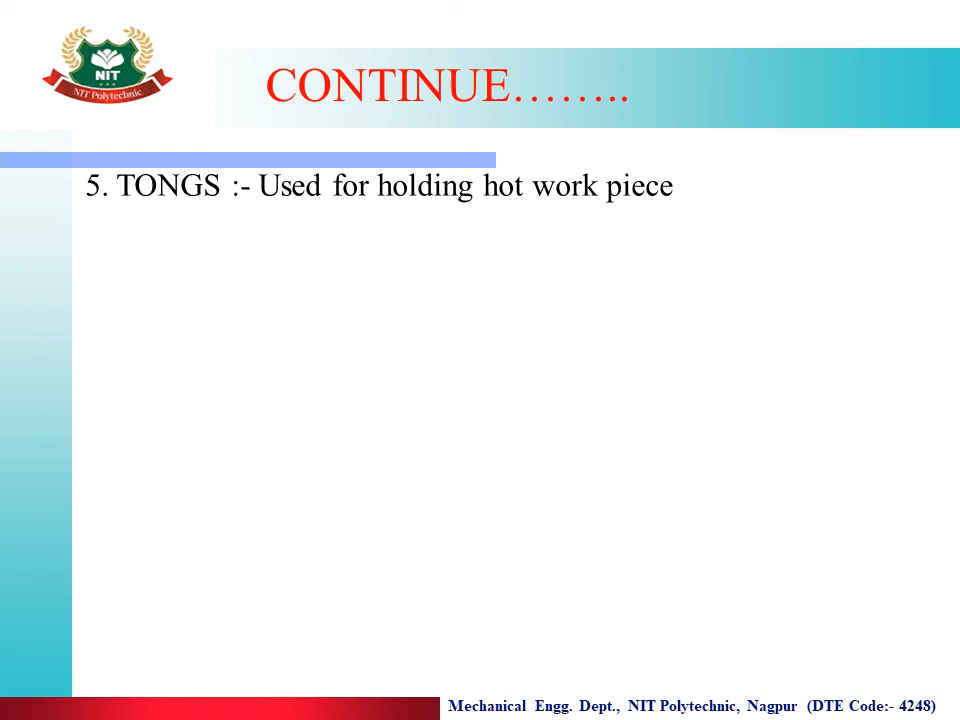 NIT
NIT Polytechnic
CONTINUE……..
5. TONGS :- Used for holding hot work piece
Mechanical Engg. Dept., NIT Polytechnic, Nagpur (DTE Code:- 4248)